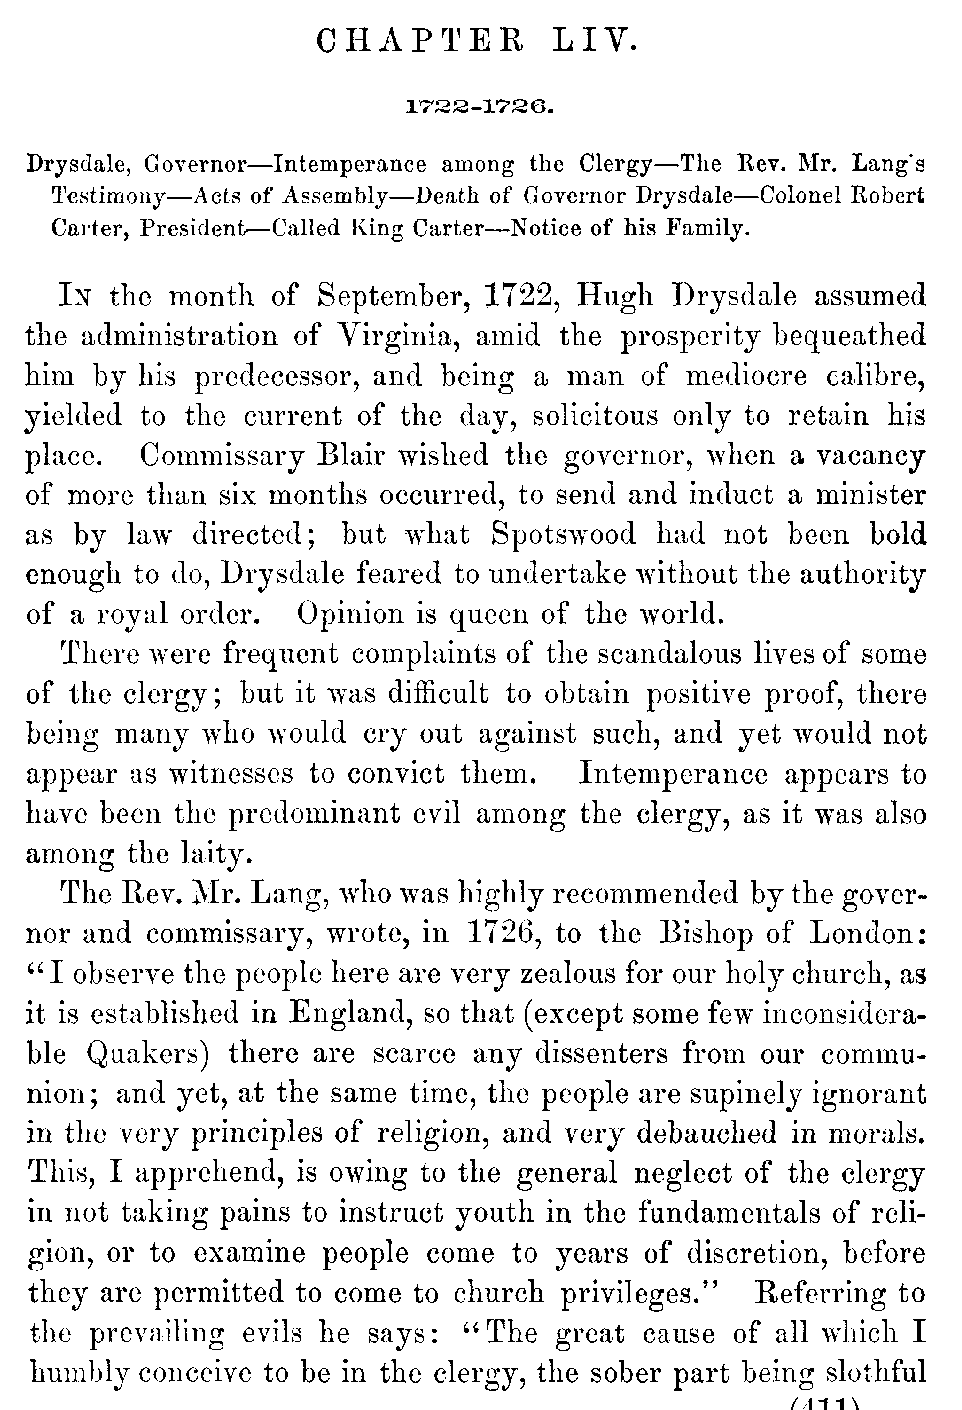 CHAPTER LIV.
1722-1726.
Drysdale, Governor—Intemperance among the Clergy—The Rev. Mr. Lang's
Testimony—Acts of Assembly—Death of Governor Drysdale—Colonel Robert
Carter, President—Called King Carter—Notice of his Family.
In the month of September, 1722, Hugh Drysdale assumed
the administration of Virginia, amid the prosperity bequeathed
him by his predecessor, and being a man of mediocre calibre,
yielded to the current of the day, solicitous only to retain his
place. Commissary Blair wished the governor, when a vacancy
of more than six months occurred, to send and induct a minister
as by law directed; but what Spotswood had not been bold
enough to do, Drysdale feared to undertake without the authority
of a royal order. Opinion is queen of the world.
There were frequent complaints of the scandalous lives of some
of the clergy; but it was difficult to obtain positive proof, there
being many who would cry out against such, and yet would not
appear as witnesses to convict them. Intemperance appears to
have been the predominant evil among the clergy, as it was also
among the laity.
The Rev. Mr. Lang, who was highly recommended by the gover-
nor and commissary, wrote, in 1726, to the Bishop of London:
"I observe the people here are very zealous for our holy church, as
it is established in England, so that (except some few inconsidera-
ble Quakers) there are scarce any dissenters from our commu-
nion; and yet, at the same time, the people are supinely ignorant
in the very principles of religion, and very debauched in morals.
This, I apprehend, is owing to the general neglect of the clergy
in not taking pains to instruct youth in the fundamentals of reli-
gion, or to examine people come to years of discretion, before
they are permitted to come to church privileges." Referring to
the prevailing evils he says: "The great cause of all which I
humbly conceive to be in the clergy, the sober part being slothful
(411)